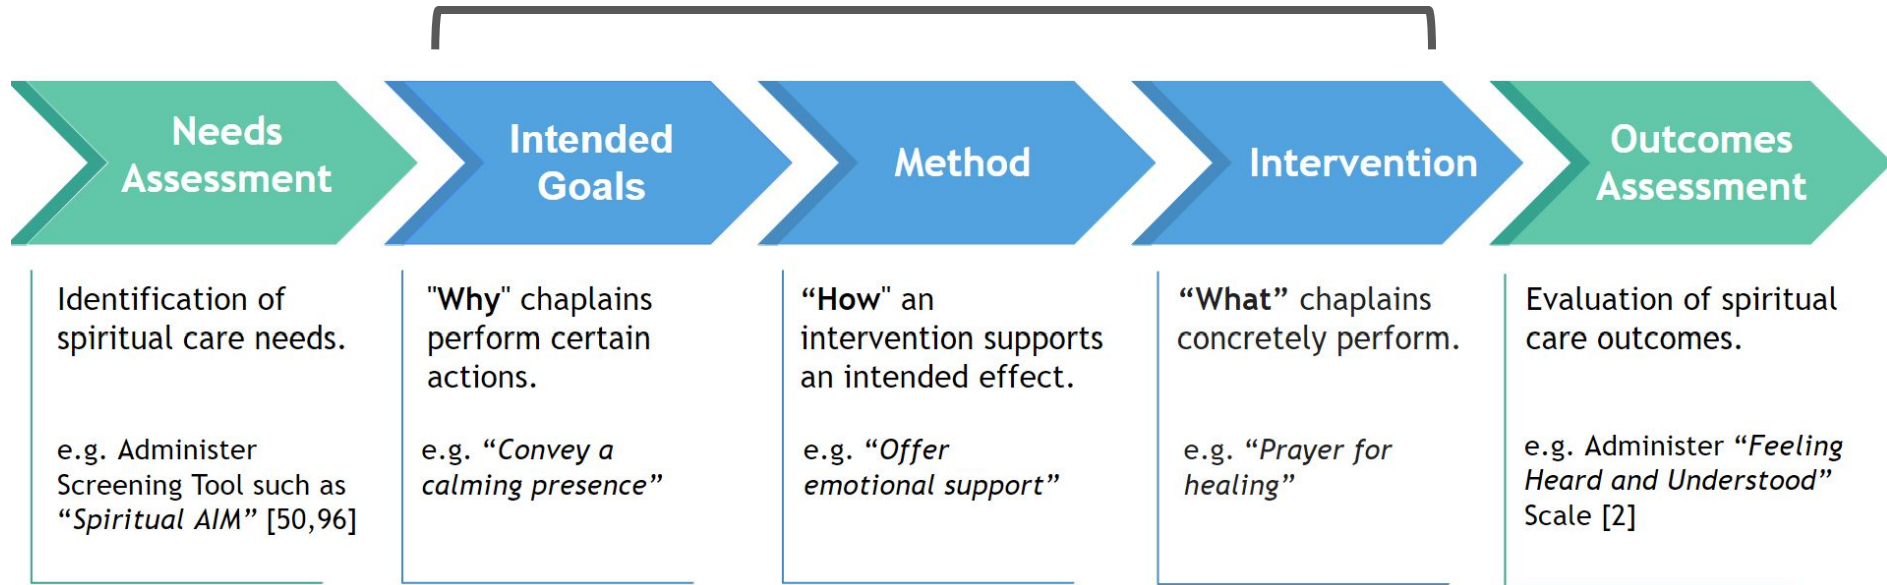 Needs
Assessment
Intended
Goals
Method
Intervention
Outcomes
Assessment
Identification of
spiritual care needs.
e.g. Administer
Screening Tool such as
“Spiritual AIM” [50,96]
"Why" chaplains
perform certain
actions.
e.g. “Convey a
calming presence”
“How" an
intervention supports
an intended effect.
e.g. “Offer
emotional support”
“What” chaplains
concretely perform.
e.g. “Prayer for
healing”
Evaluation of spiritual
care outcomes.
e.g. Administer “Feeling
Heard and Understood”
Scale [2]